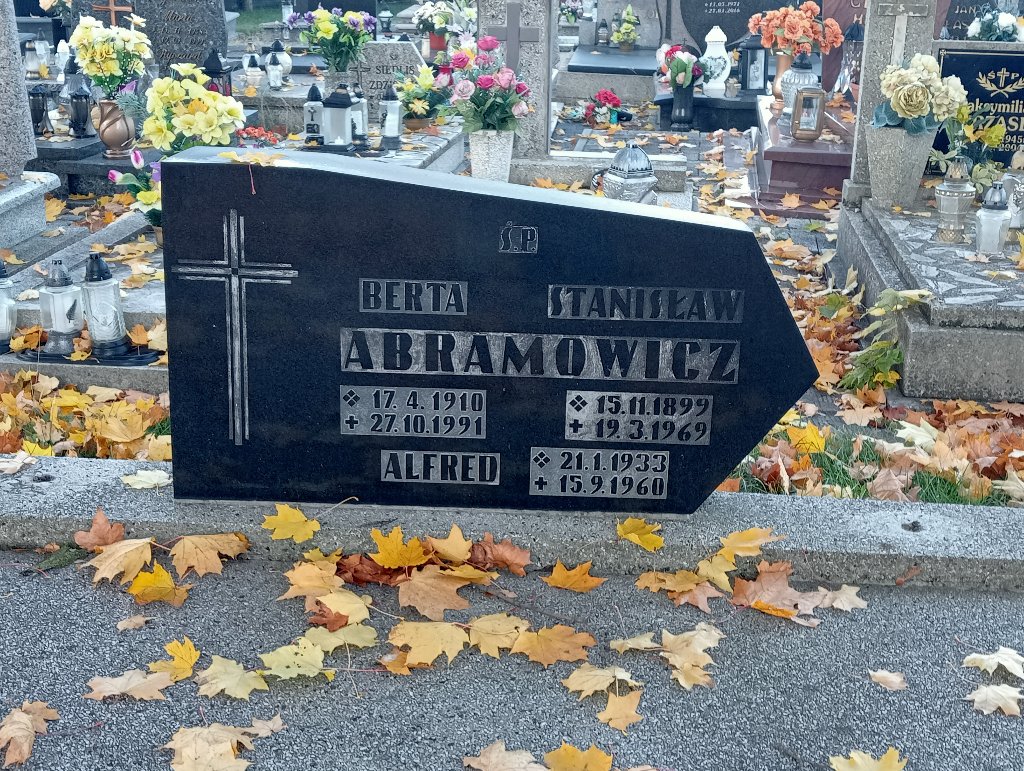 Ś.P.
BERTA STANISŁAW
ABRAMOWICZ
❖ 17.4.1910 ❖ 15.11.1899
+ 27.10.1991 + 19.3.1969
ALFRED ❖ 21.1.1933
+ 15.9.1960